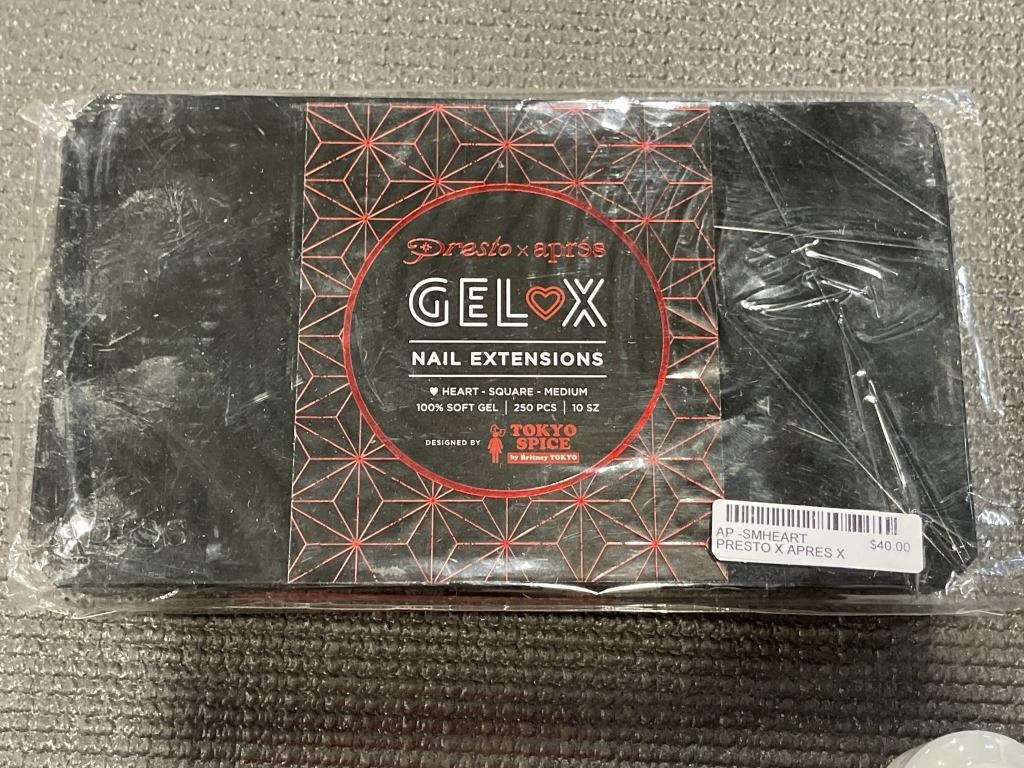 Presto x aprés
GEL X
NAIL EXTENSIONS
HEART - SQUARE - MEDIUM
100% SOFT GEL | 250 PCS | 10 SZ
DESIGNED BY
TOKYO
SPICE
by Britney TOKYO
aprés
AP -SMHEART
PRESTO X APRES X
$40.00